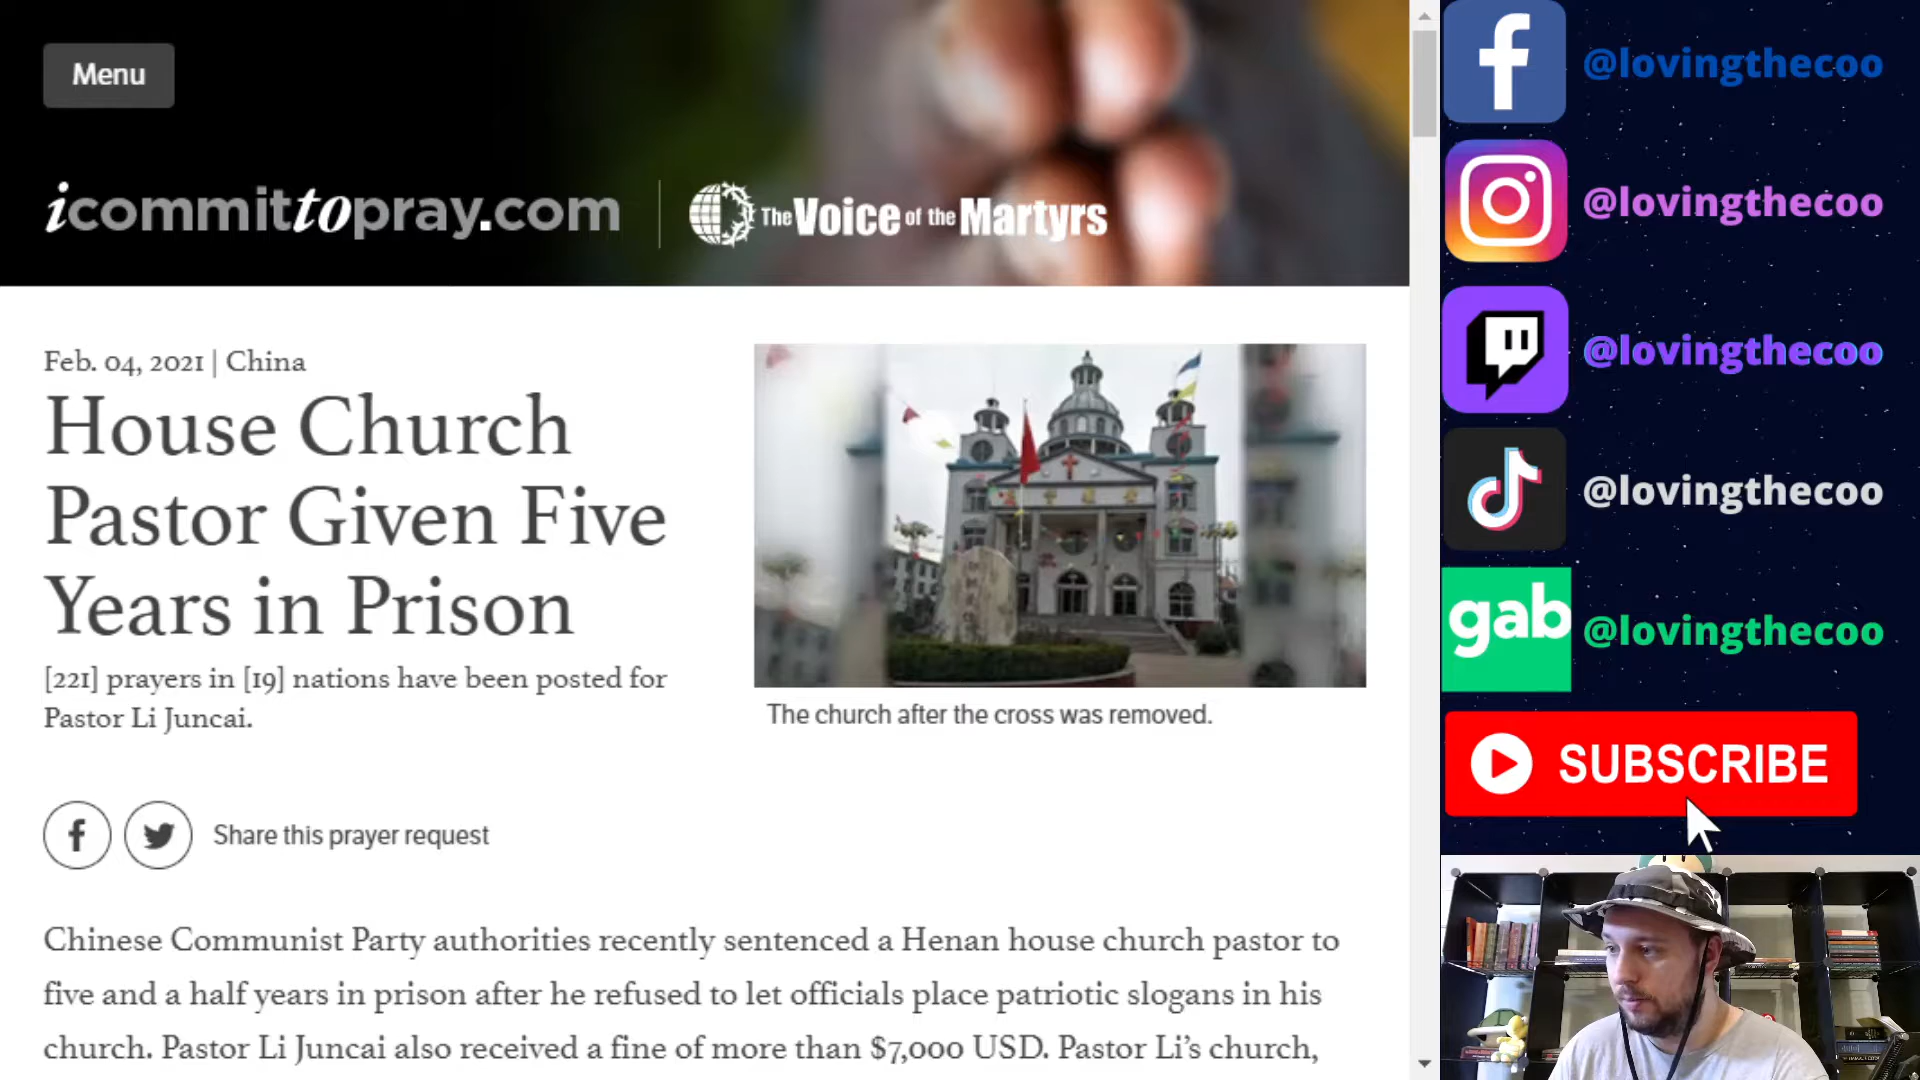 Menu
icommittopray.com
The Voice of the Martyrs
Feb. 04, 2021 | China
House Church
Pastor Given Five
Years in Prison
[221] prayers in [19] nations have been posted for
Pastor Li Juncai.
The church after the cross was removed.
Share this prayer request
Chinese Communist Party authorities recently sentenced a Henan house church pastor to
five and a half years in prison after he refused to let officials place patriotic slogans in his
church. Pastor Li Juncai also received a fine of more than $7,000 USD. Pastor Li’s church,
@lovingthecoo
@lovingthecoo
@lovingthecoo
@lovingthecoo
gab
@lovingthecoo
SUBSCRIBE